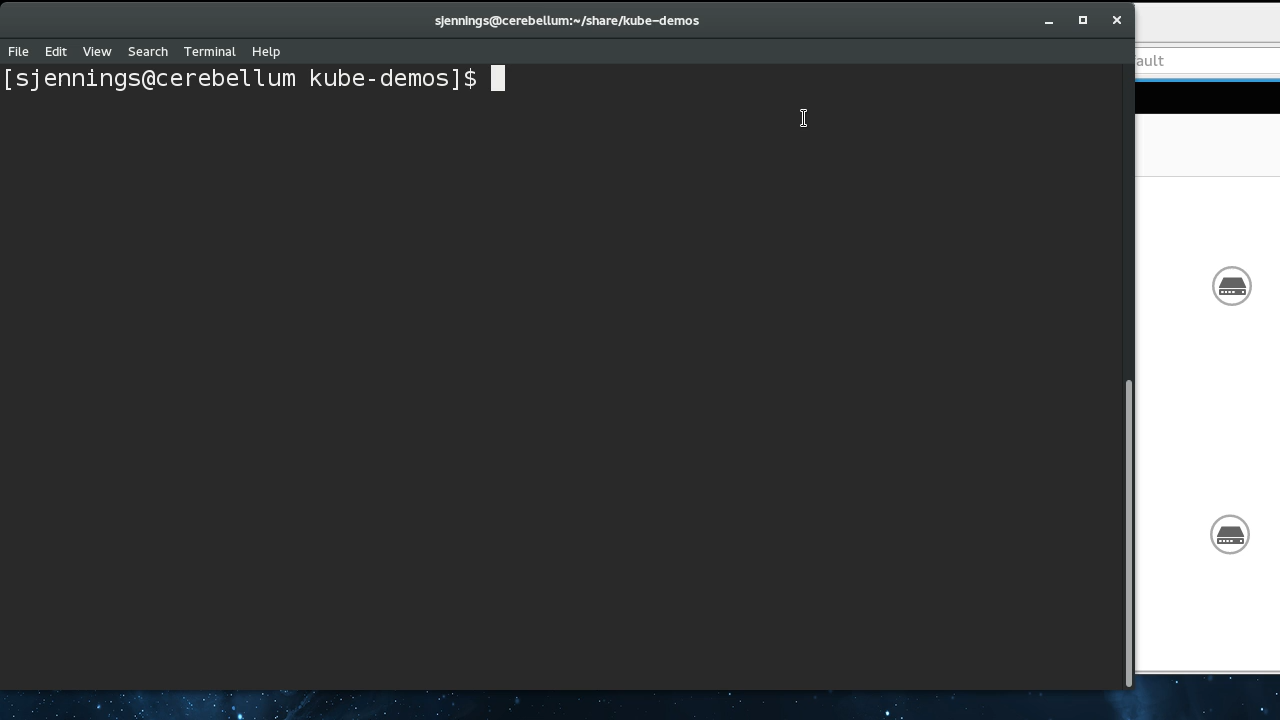 sjennings@cerebellum:~/share/kube-demos
File Edit View Search Terminal Help
[sjennings@cerebellum kube-demos]$
ault